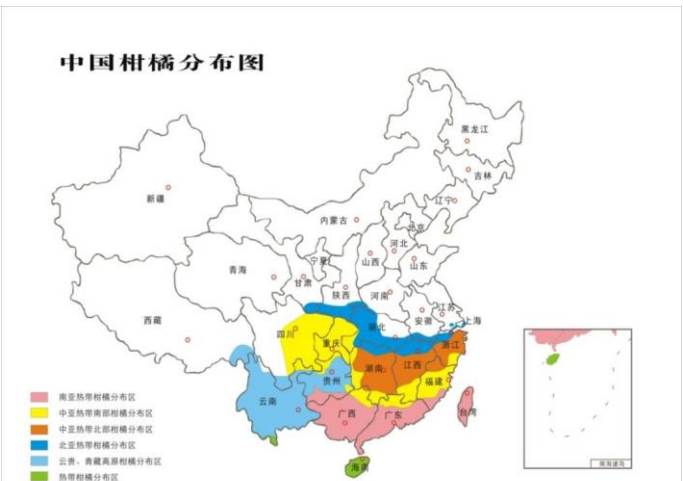 中国柑橘分布图
黑龙江
吉林
辽宁
新疆
内蒙古
北京
河北
宁夏
山西
山东
青海
甘肃
陕西
河南
江苏
西藏
安徽
上海
湖北
四川
重庆
浙江
湖南
江西
贵州
福建
云南
广西
广东
台湾
海南
南亚热带柑橘分布区
中亚热带南部柑橘分布区
中亚热带北部柑橘分布区
北亚热带柑橘分布区
云贵、青藏高原柑橘分布区
热带柑橘分布区
南海诸岛